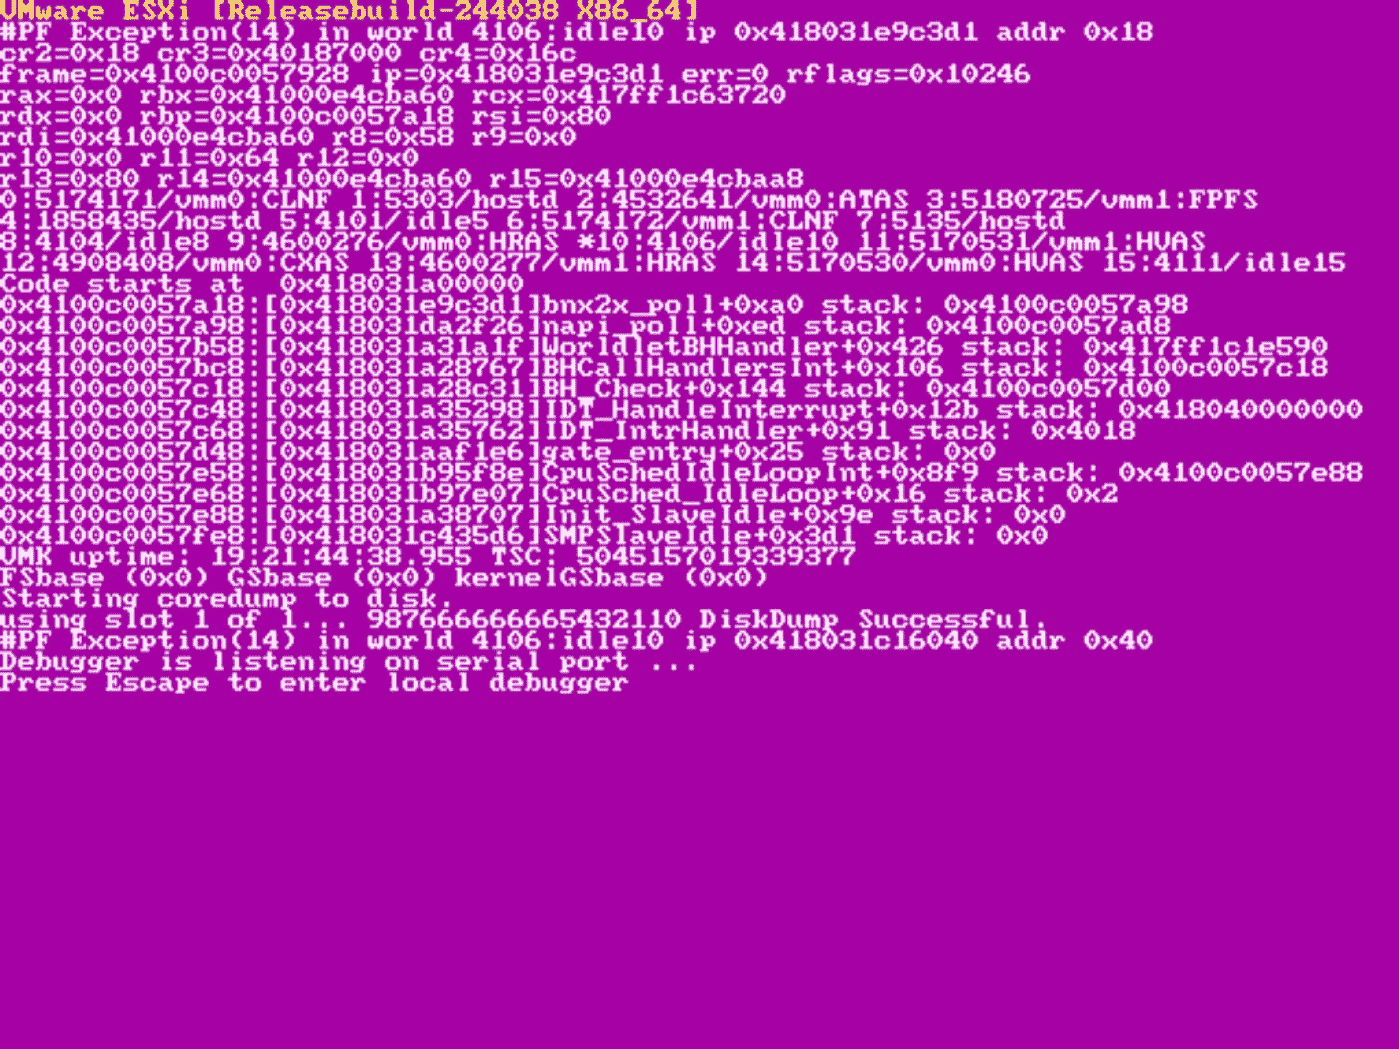 VMware ESXi [Releasebuild-244038 X86_64]
#PF Exception(14) in world 4106:idle10 ip 0x418031e9c3d1 addr 0x18
cr2=0x18 cr3=0x40187000 cr4=0x16c
frame=0x4100c0057928 ip=0x418031e9c3d1 err=0 rflags=0x10246
rax=0x0 rbx=0x41000e4cba60 rcx=0x417ff1c63720
rdx=0x0 rbp=0x4100c0057a18 rsi=0x80
rdi=0x41000e4cba60 r8=0x58 r9=0x0
r10=0x0 r11=0x64 r12=0x0
r13=0x80 r14=0x41000e4cba60 r15=0x41000e4cbaa8
0:5174171/vmm0:CLNF 1:5303/hostd 2:4532641/vmm0:ATAS 3:5180725/vmm1:FPFS
4:1858435/hostd 5:4101/idle5 6:5174172/vmm1:CLNF 7:5135/hostd
8:4104/idle8 9:4600276/vmm0:HRAS *10:4106/idle10 11:5170531/vmm1:HVAS
12:4908408/vmm0:CXAS 13:4600277/vmm1:HRAS 14:5170530/vmm0:HVAS 15:4111/idle15
Code starts at 0x418031a00000
0x4100c0057a18:[0x418031e9c3d1]bnx2x_poll+0xa0 stack: 0x4100c0057a98
0x4100c0057a98:[0x418031da2f26]napi_poll+0xed stack: 0x4100c0057ad8
0x4100c0057b58:[0x418031a31a1f]WorldletBHHandler+0x426 stack: 0x417ff1c1e590
0x4100c0057bc8:[0x418031a28767]BHCallHandlersInt+0x106 stack: 0x4100c0057c18
0x4100c0057c18:[0x418031a28c31]BH_Check+0x144 stack: 0x4100c0057d00
0x4100c0057c48:[0x418031a35298]IDT_HandleInterrupt+0x12b stack: 0x418040000000
0x4100c0057c68:[0x418031a35762]IDT_IntrHandler+0x91 stack: 0x4018
0x4100c0057d48:[0x418031aaf1e6]gate_entry+0x25 stack: 0x0
0x4100c0057e58:[0x418031b95f8e]CpuSchedIdleLoopInt+0x8f9 stack: 0x4100c0057e88
0x4100c0057e68:[0x418031b97e07]CpuSched_IdleLoop+0x16 stack: 0x2
0x4100c0057e88:[0x418031a38707]Init_SlaveIdle+0x9e stack: 0x0
0x4100c0057fe8:[0x418031c435d6]SMPSlaveIdle+0x3d1 stack: 0x0
VMK uptime: 19:21:44:38.955 TSC: 5045157019339377
FSbase (0x0) GSbase (0x0) kernelGSbase (0x0)
Starting coredump to disk.
using slot 1 of 1... 987666666665432110 DiskDump Successful.
#PF Exception(14) in world 4106:idle10 ip 0x418031c16040 addr 0x40
Debugger is listening on serial port ...
Press Escape to enter local debugger